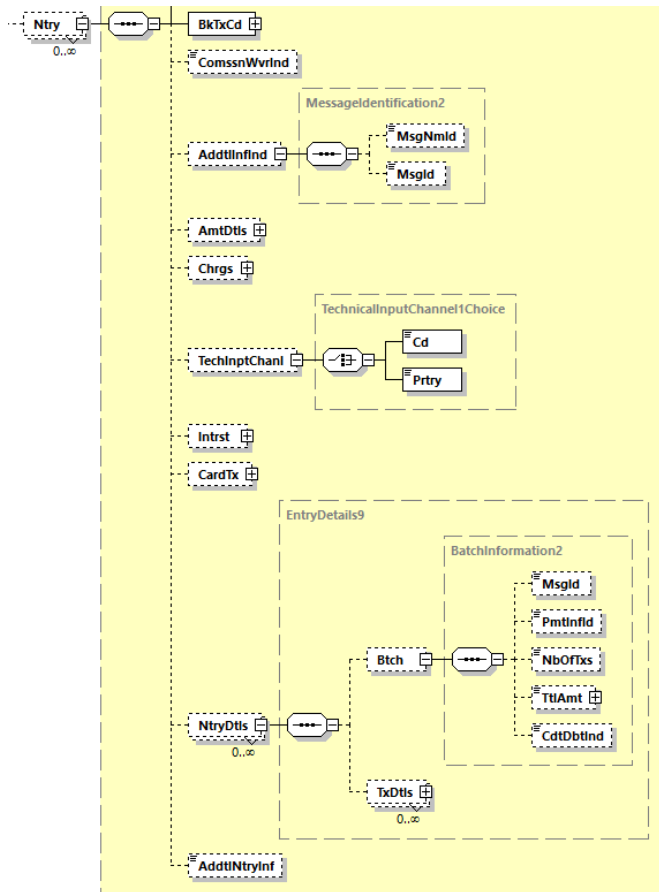 Ntry
0..∞
BkTxCd
ComssnWvrInd
MessageIdentification2
AddtlInfInd
MsgNmId
MsgId
AmtDtls
Chrgs
TechnicalInputChannel1Choice
TechInptChanl
Cd
Prtry
Intrst
CardTx
EntryDetails9
BatchInformation2
MsgId
PmtInfId
Btch
NbOfTxs
TtlAmt
CdtDbtInd
NtryDtls
0..∞
TxDtls
0..∞
AddtlNtryInf